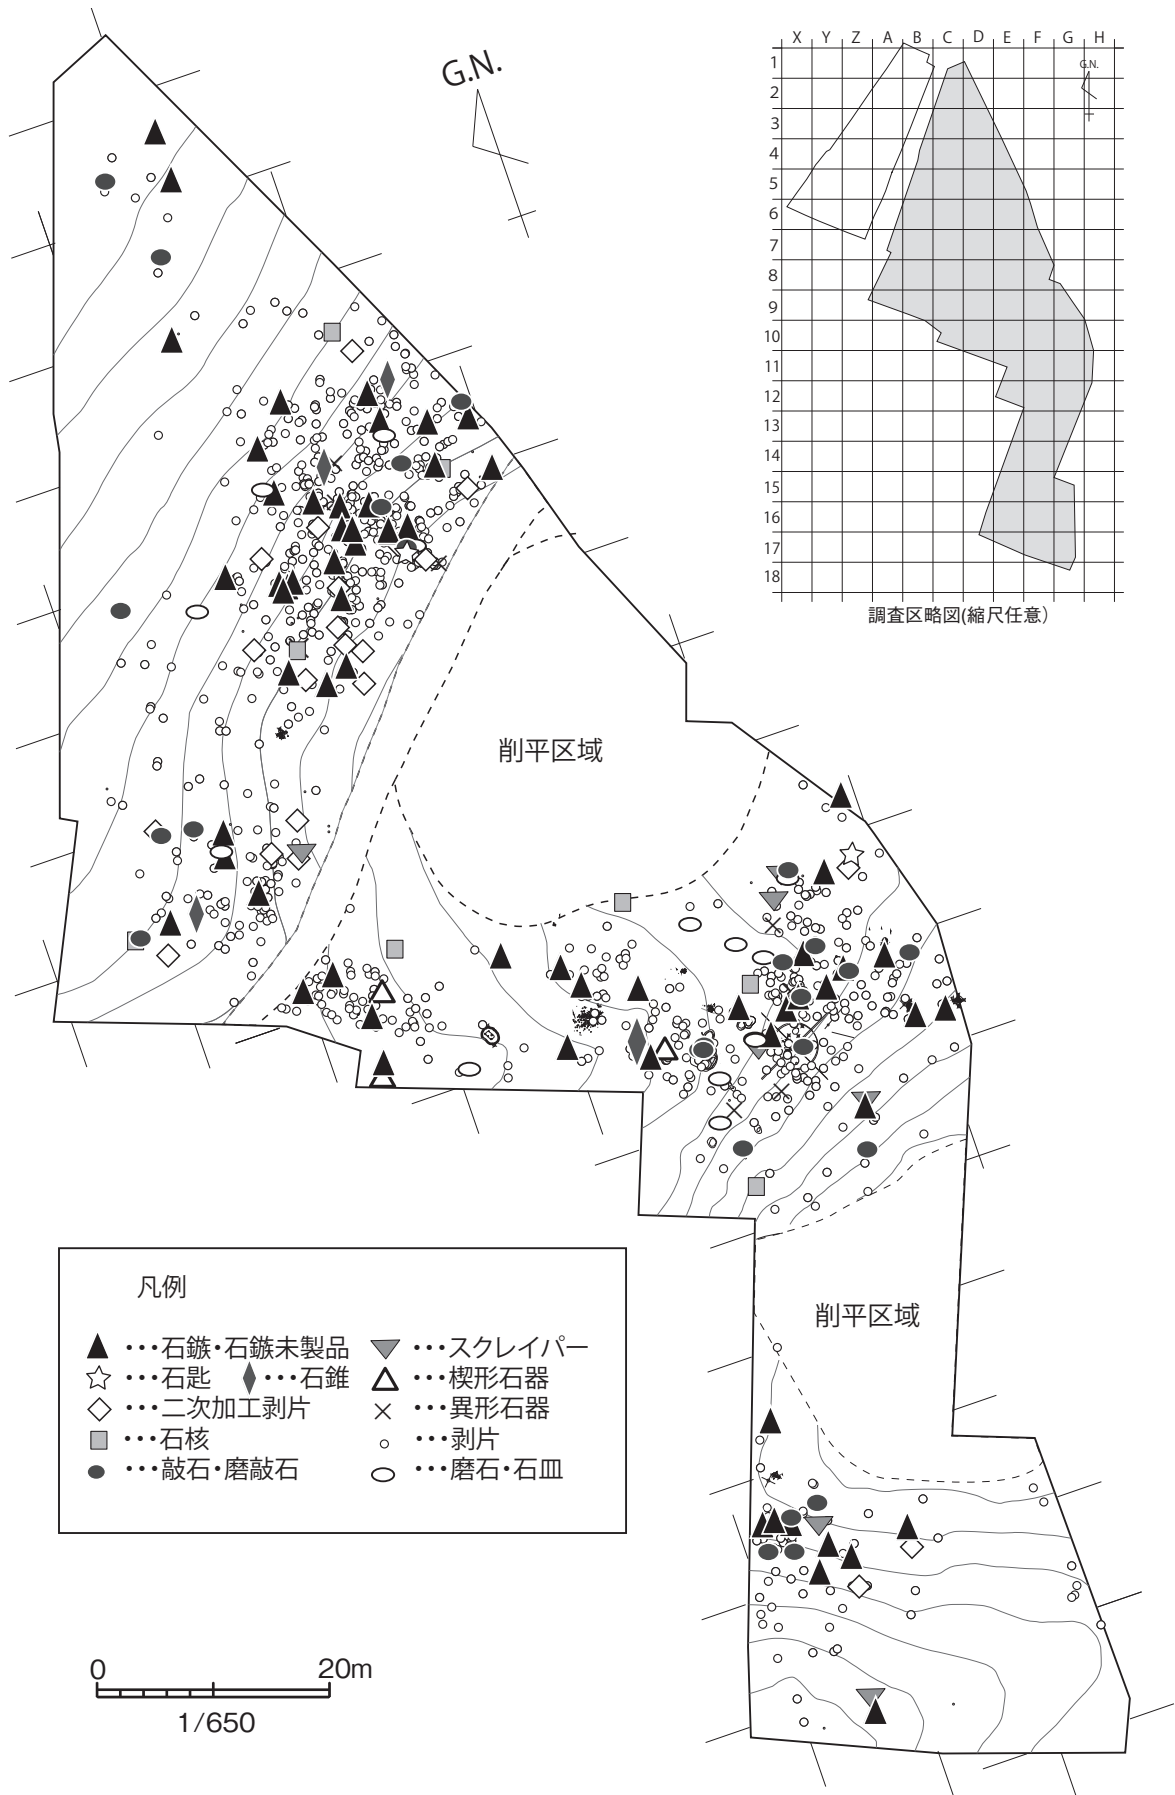 G.N.
X Y Z A B C D E F G H
G.N.
1
2
3
4
5
6
7
8
9
10
11
12
13
14
15
16
17
18
調査区略図(縮尺任意)
削平区域
削平区域
凡例
•••石鏃・石鏃未製品 •••スクレイパー
•••石匙 •••石錐 •••楔形石器
•••二次加工剥片 •••異形石器
•••石核 •••剥片
•••敲石・磨敲石 •••磨石・石皿
0 20m
1/650